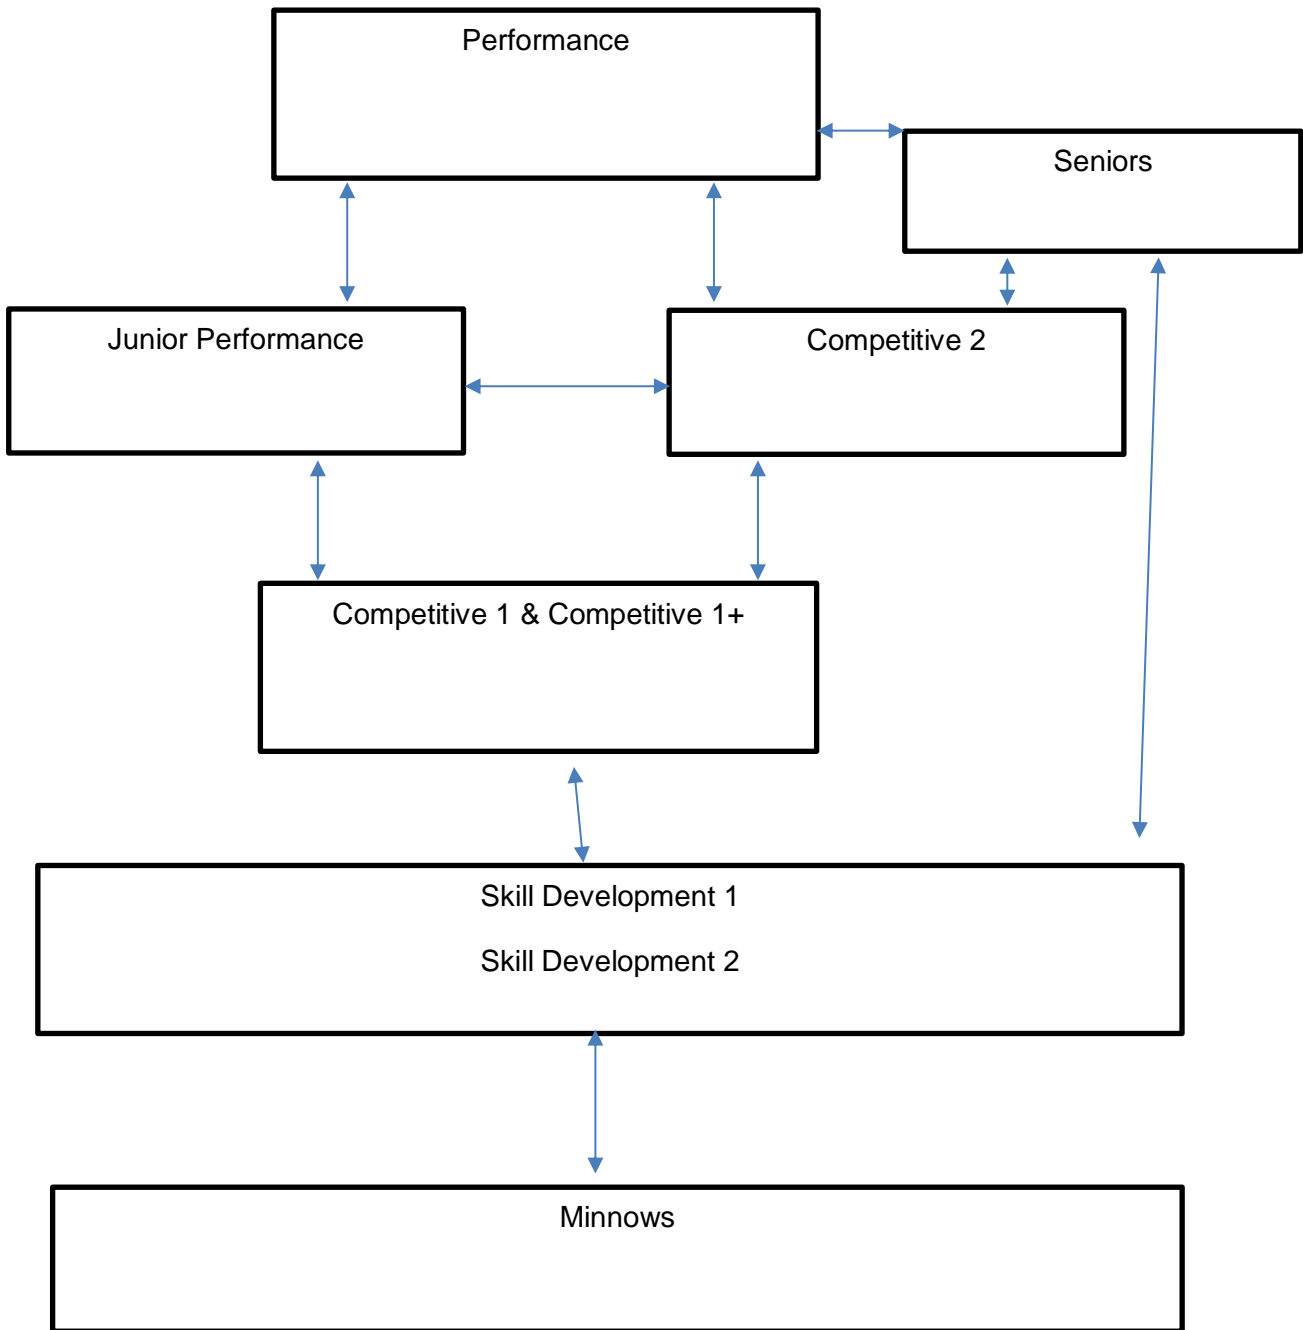 Performance
Seniors
Junior Performance
Competitive 2
Competitive 1 & Competitive 1+
Skill Development 1
Skill Development 2
Minnows